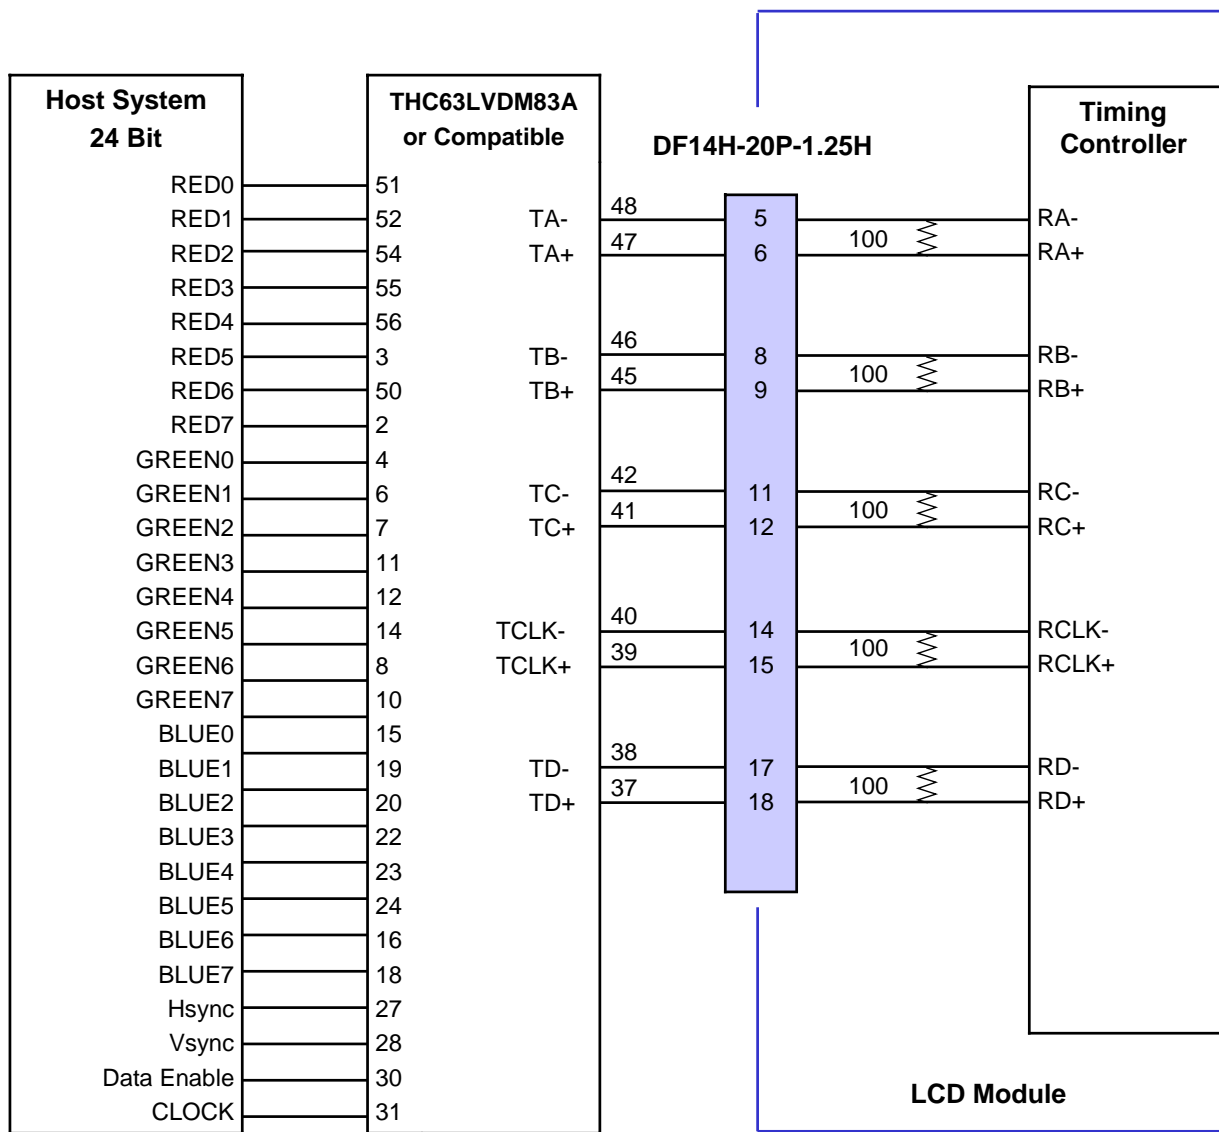 Host System
24 Bit
THC63LVDM83A
or Compatible
DF14H-20P-1.25H
Timing
Controller
RED0 51
RED1 52 TA- 48 5 RA-
RED2 54 TA+ 47 6 100 RA+
RED3 55
RED4 56
RED5 3 TB- 46 8 RB-
RED6 50 TB+ 45 9 100 RB+
RED7 2
GREEN0 4
GREEN1 6 TC- 42 11 RC-
GREEN2 7 TC+ 41 12 100 RC+
GREEN3 11
GREEN4 12
GREEN5 14 TCLK- 40 14 RCLK-
GREEN6 8 TCLK+ 39 15 100 RCLK+
GREEN7 10
BLUE0 15
BLUE1 19 TD- 38 17 RD-
BLUE2 20 TD+ 37 18 100 RD+
BLUE3 22
BLUE4 23
BLUE5 24
BLUE6 16
BLUE7 18
Hsync 27
Vsync 28
Data Enable 30
CLOCK 31
LCD Module